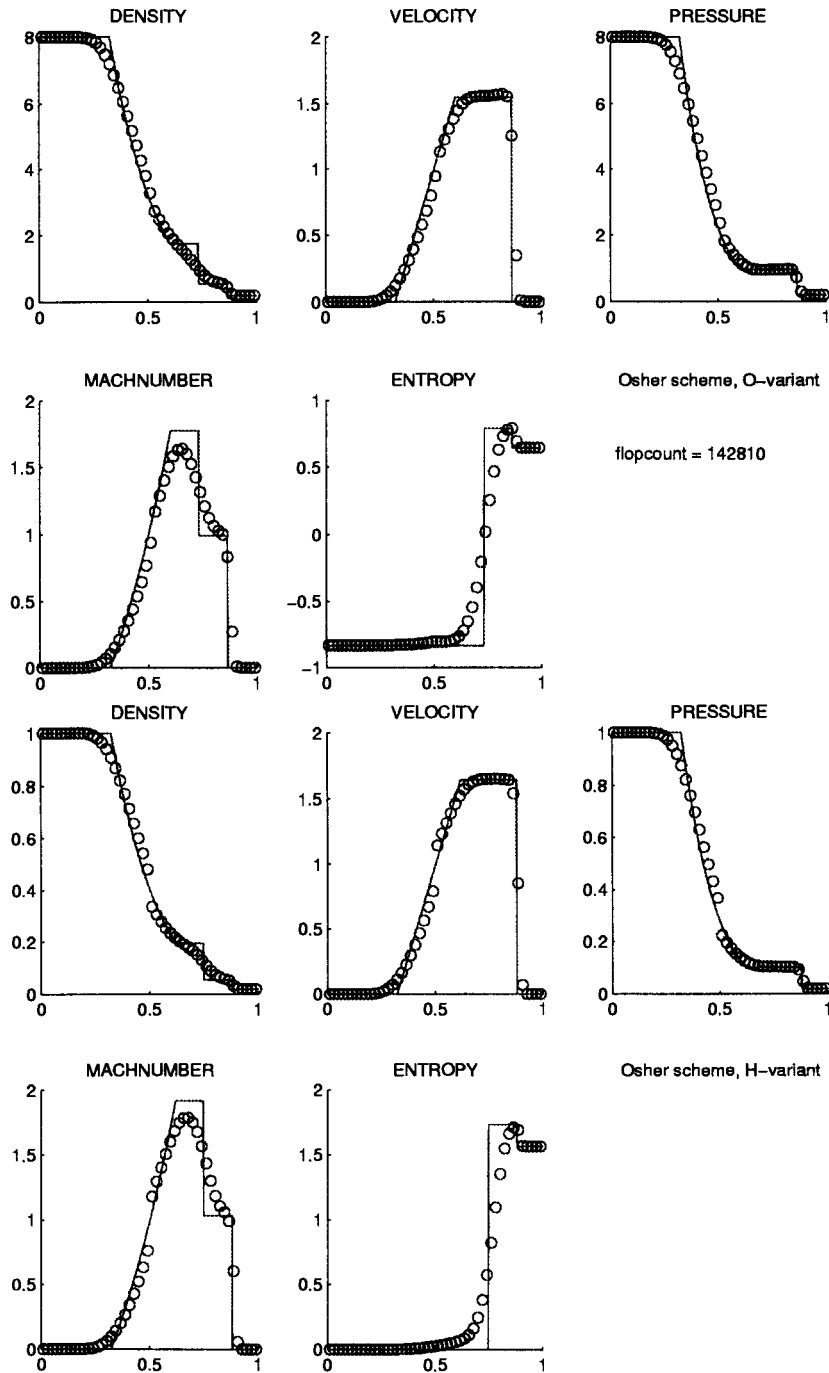 DENSITY VELOCITY PRESSURE
8 2 8
6 1.5 6
4 1 4
2 0.5 2
0 0 0
0 0.5 1 0 0.5 1 0 0.5 1
MACHNUMBER ENTROPY Osher scheme, O−variant
2 1
1.5 0.5
flopcount = 142810
1 0
0.5 −0.5
0 −1
0 0.5 1 0 0.5 1
DENSITY VELOCITY PRESSURE
1 2 1
0.8 0.8
1.5
0.6 0.6
1
0.4 0.4
0.5
0.2 0.2
0 0 0
0 0.5 1 0 0.5 1 0 0.5 1
MACHNUMBER ENTROPY Osher scheme, H−variant
2 2
1.5 1.5
1 1
0.5 0.5
0 0
0 0.5 1 0 0.5 1